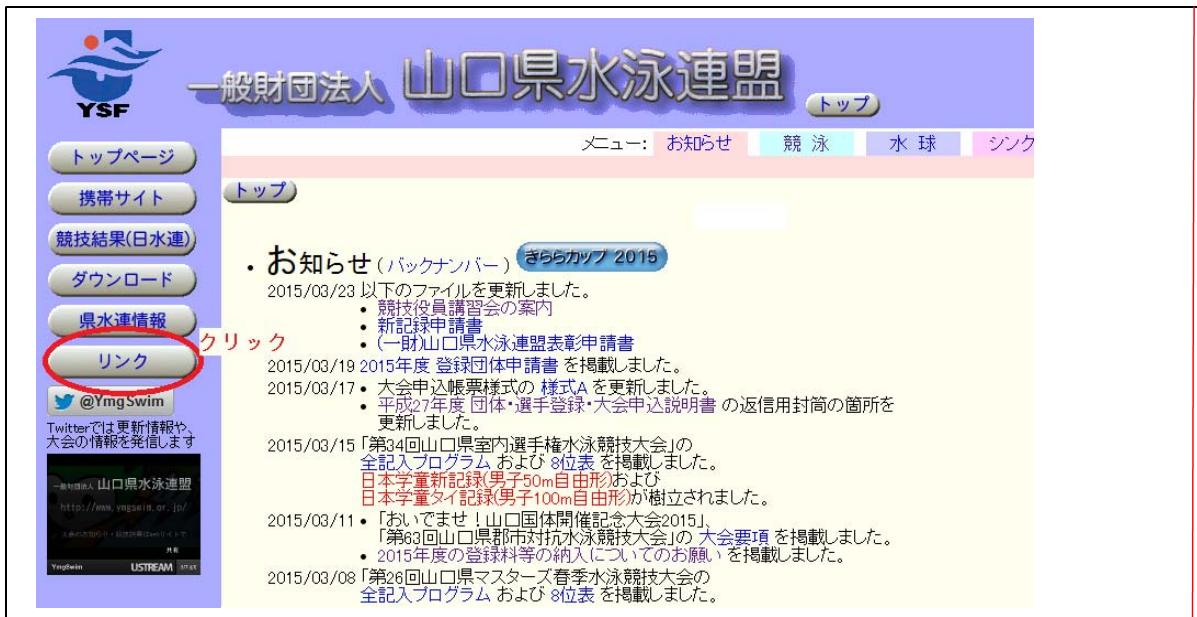 YSF
一般財団法人 山口県水泳連盟 トップ
メニュー: お知らせ 競 泳 水 球 シンク
トップページ
携帯サイト
競技結果(日水連)
ダウンロード
県水連情報
リンク
クリック
@YmgSwim
Twitterでは更新情報や、
大会の情報を発信します
一般財団法人 山口県水泳連盟
http://www.ymgswim.or.jp/
共有
YmgSwim USTREAM
トップ
・ お知らせ ( バックナンバー ) きららカップ 2015
2015/03/23 以下のファイルを更新しました。
• 競技役員講習会の案内
• 新記録申請書
• (一財)山口県水泳連盟表彰申請書
2015/03/19 2015年度 登録団体申請書 を掲載しました。
2015/03/17 • 大会申込帳票様式の 様式A を更新しました。
• 平成27年度 団体・選手登録・大会申込説明書 の返信用封筒の箇所を
更新しました。
2015/03/15 「第34回山口県室内選手権水泳競技大会」の
全記入プログラム および 8位表 を掲載しました。
日本学童新記録(男子50m自由形)および
日本学童タイ記録(男子100m自由形)が樹立されました。
2015/03/11 • 「おいでませ！山口国体開催記念大会2015」、
「第63回山口県郡市対抗水泳競技大会」の 大会要項 を掲載しました。
• 2015年度の登録料等の納入についてのお願い を掲載しました。
2015/03/08 「第26回山口県マスターズ春季水泳競技大会の
全記入プログラム および 8位表 を掲載しました。